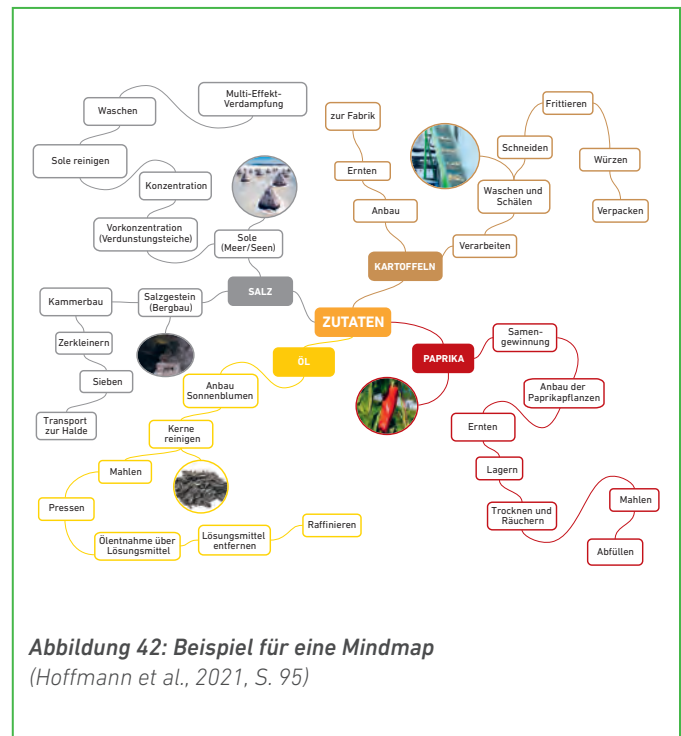 Multi-Effekt-
Verdampfung
Waschen
Sole reinigen
Konzentration
Vorkonzentration
(Verdunstungsteiche)
Sole
(Meer/Seen)
SALZ
Salzgestein
(Bergbau)
Kammerbau
Zerkleinern
Sieben
Transport
zur Halde
zur Fabrik
Ernten
Anbau
KARTOFFELN
Verarbeiten
Waschen und
Schälen
Schneiden
Frittieren
Würzen
Verpacken
ZUTATEN
ÖL
Anbau
Sonnenblumen
Kerne
reinigen
Mahlen
Pressen
Ölentnahme über
Lösungsmittel
Lösungsmittel
entfernen
Raffinieren
PAPRIKA
Samen-
gewinnung
Anbau der
Paprikapflanzen
Ernten
Lagern
Trocknen und
Räuchern
Mahlen
Abfüllen
Abbildung 42: Beispiel für eine Mindmap
(Hoffmann et al., 2021, S. 95)